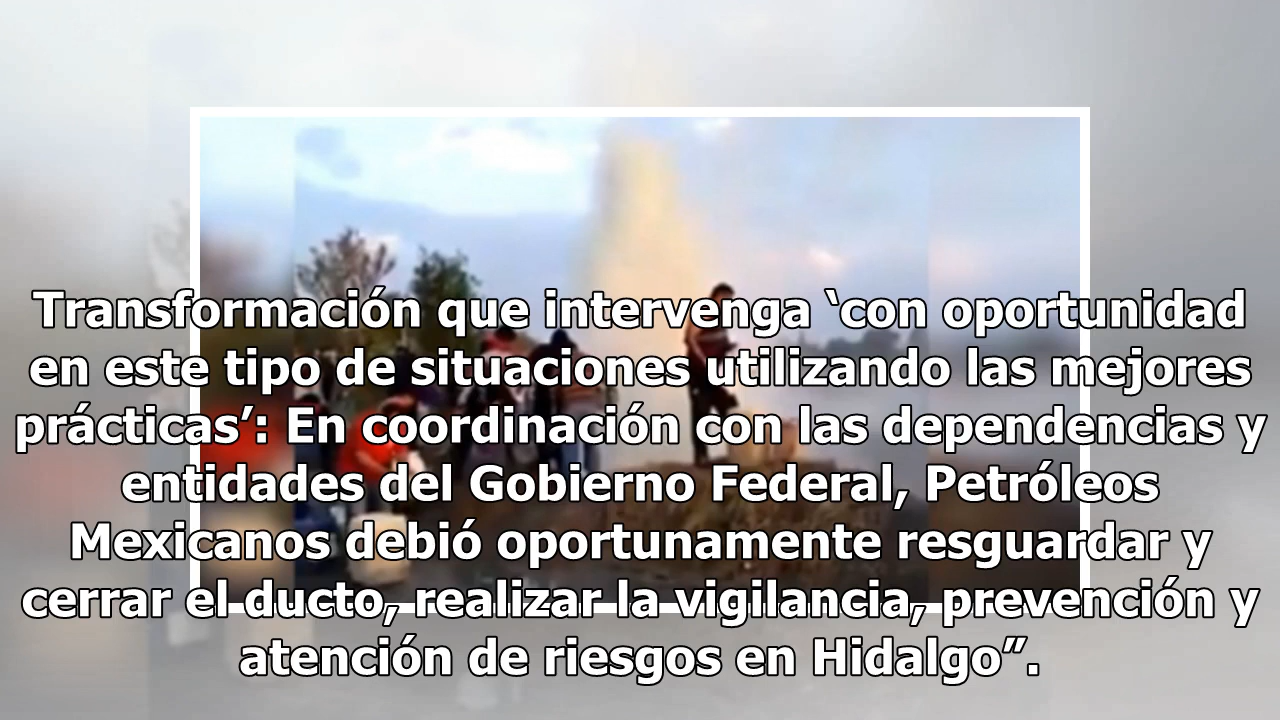 Transformación que intervenga ‘con oportunidad
en este tipo de situaciones utilizando las mejores
prácticas’: En coordinación con las dependencias y
entidades del Gobierno Federal, Petróleos
Mexicanos debió oportunamente resguardar y
cerrar el ducto, realizar la vigilancia, prevención y
atención de riesgos en Hidalgo”.